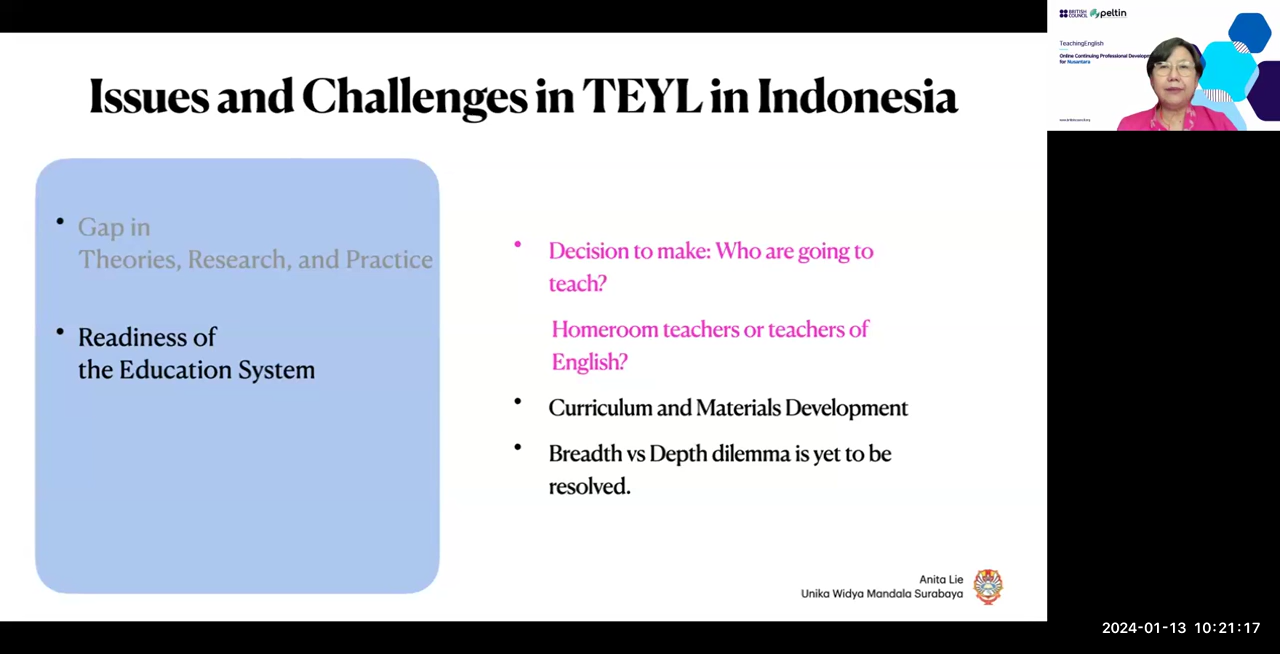 Issues and Challenges in TEYL in Indonesia
• Gap in
Theories, Research, and Practice
• Readiness of
the Education System
• Decision to make: Who are going to
teach?
Homeroom teachers or teachers of
English?
• Curriculum and Materials Development
• Breadth vs Depth dilemma is yet to be
resolved.
Anita Lie
Unika Widya Mandala Surabaya
BRITISH
COUNCIL
peltin
TeachingEnglish
Online Continuing Professional
for Nusantara
2024-01-13 10:21:17